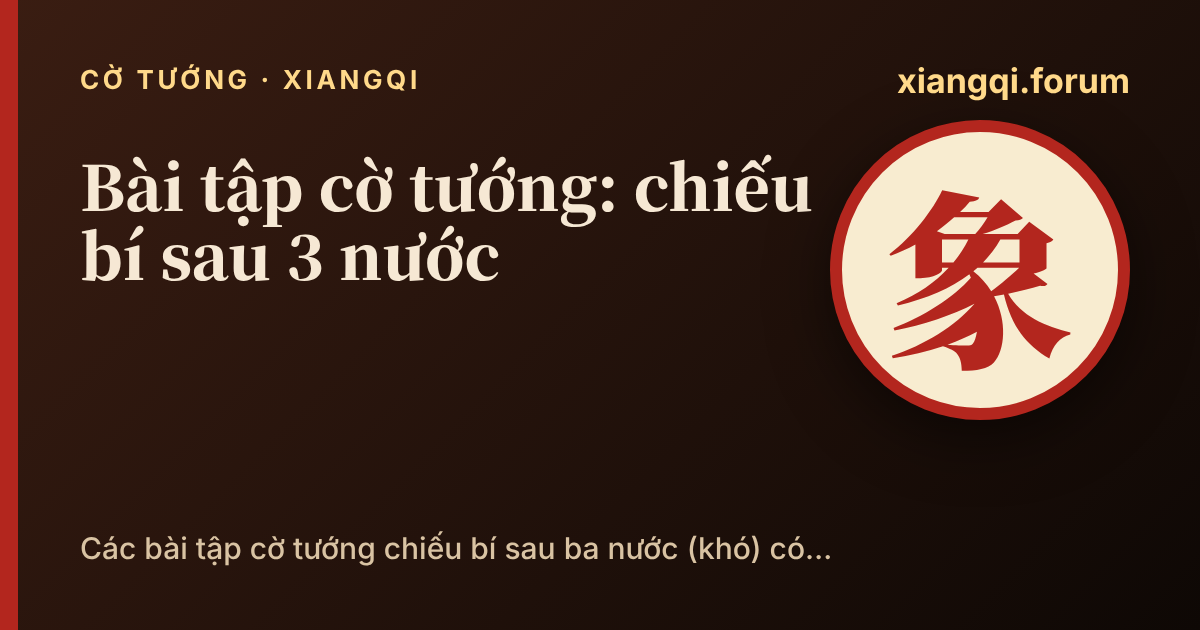 CỜ TƯỚNG · XIANGQI
xiangqi.forum
Bài tập cờ tướng: chiếu
bí sau 3 nước
象
Các bài tập cờ tướng chiếu bí sau ba nước (khó) có...